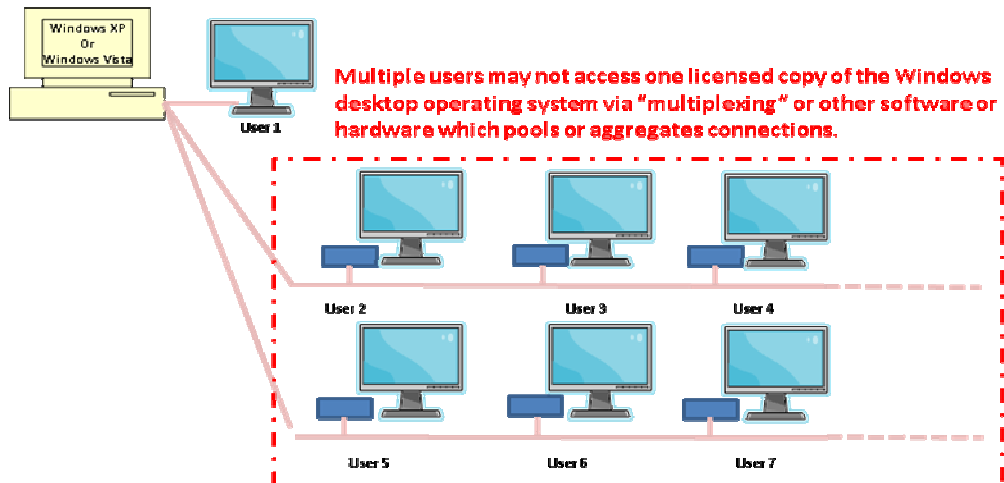 Windows XP
Or
Windows Vista
User 1
Multiple users may not access one licensed copy of the Windows
desktop operating system via “multiplexing” or other software or
hardware which pools or aggregates connections.
User 2 User 3 User 4
User 5 User 6 User 7